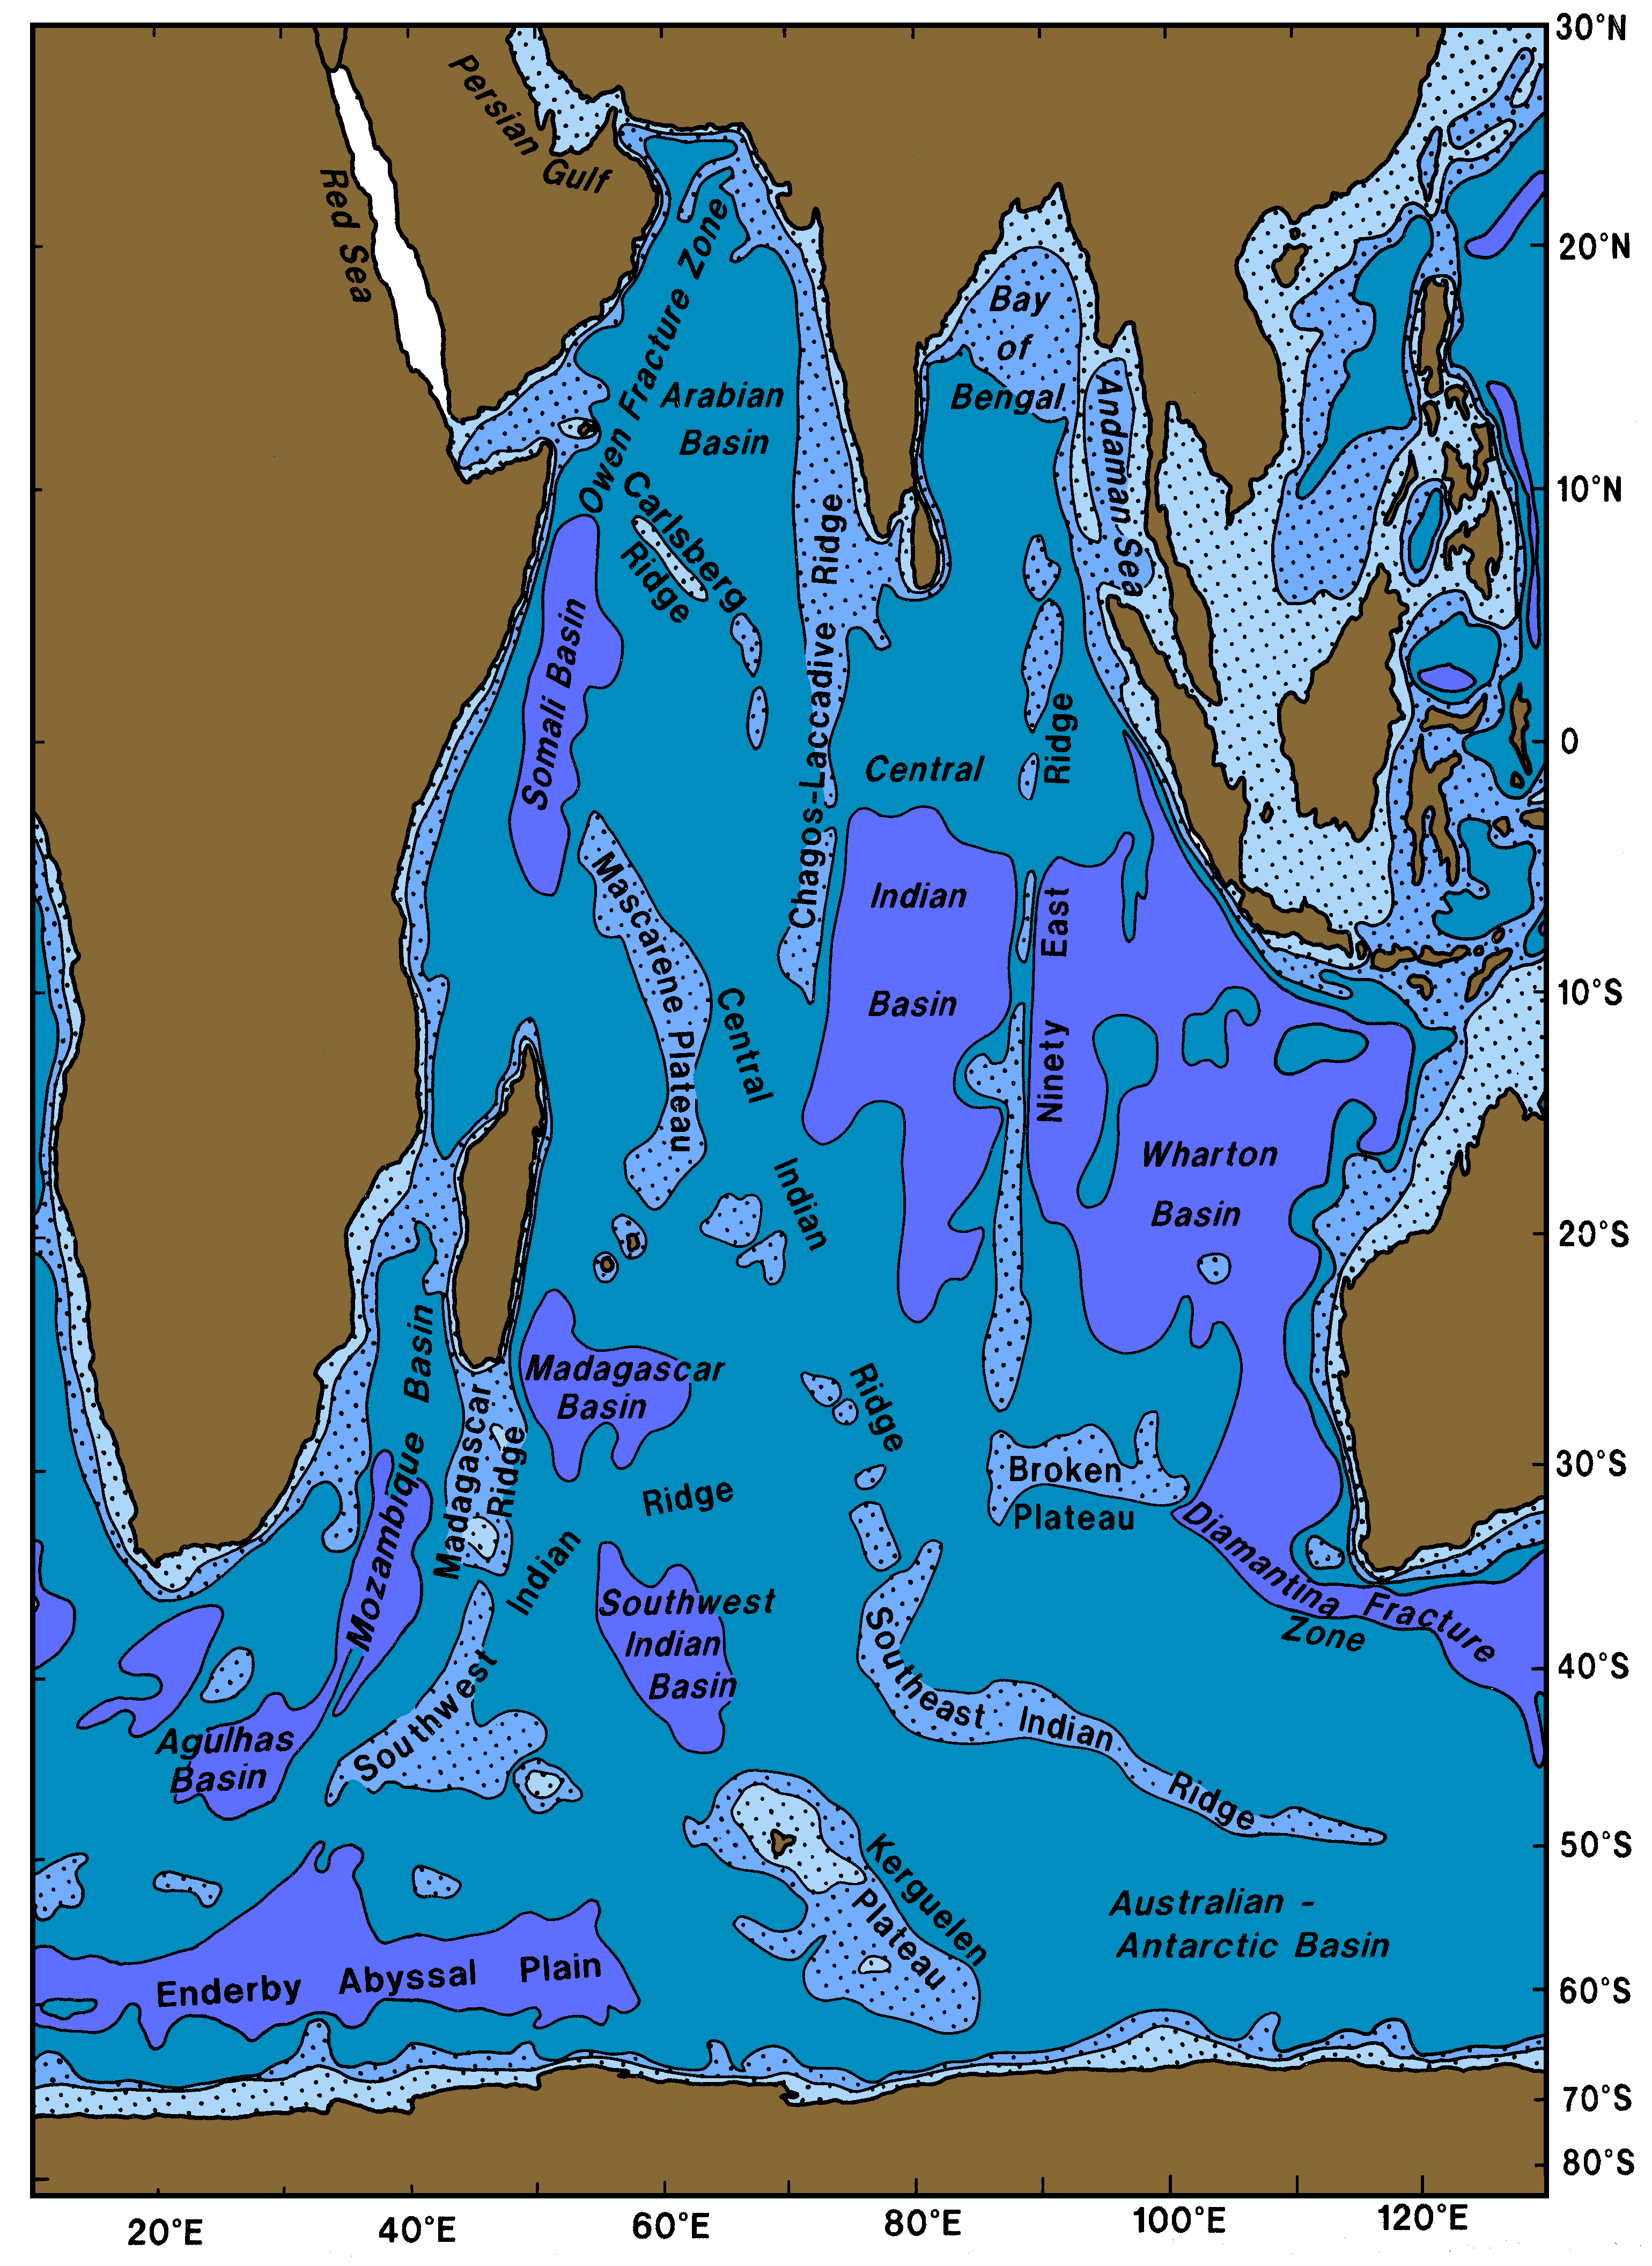 30°N
Persian
Gulf
Red Sea
20°N
Owen Fracture Zone
Bay
of
Bengal
Arabian
Basin
Andaman Sea
10°N
Carlsberg
Ridge
Chagos-Laccadive Ridge
Somali Basin
Ridge
0
Central
Indian
Basin
East
Ninety
Mascarene Plateau
10°S
Central
Indian
Ridge
Wharton
Basin
20°S
Mozambique Basin
Madagascar
Basin
Madagascar
Ridge
30°S
Broken
Plateau
Ridge
Indian
Southwest
Diamantina Fracture
Zone
Southwest
Indian
Basin
40°S
Southeast Indian
Ridge
Agulhas
Basin
50°S
Kerguelen
Plateau
Australian -
Antarctic Basin
Enderby Abyssal Plain
60°S
70°S
80°S
20°E 40°E 60°E 80°E 100°E 120°E